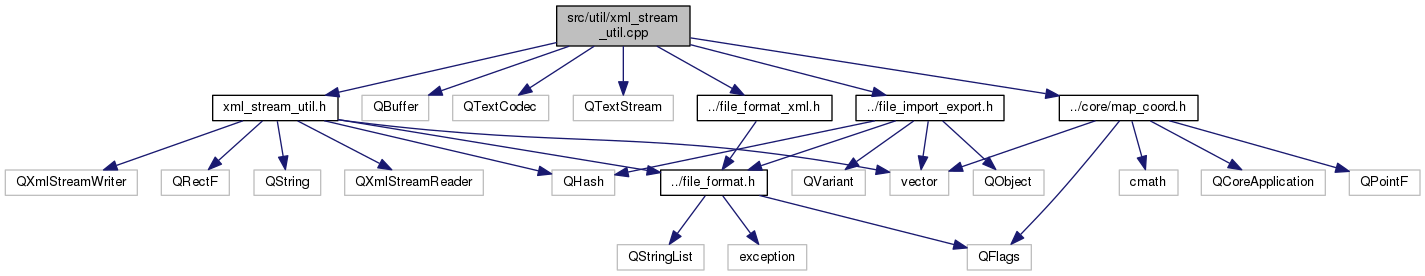 src/util/xml_stream
_util.cpp
xml_stream_util.h
QBuffer
QTextCodec
QTextStream
../file_format_xml.h
../file_import_export.h
../core/map_coord.h
QXmlStreamWriter
QRectF
QString
QXmlStreamReader
QHash
../file_format.h
QVariant
vector
QObject
cmath
QCoreApplication
QPointF
QStringList
exception
QFlags